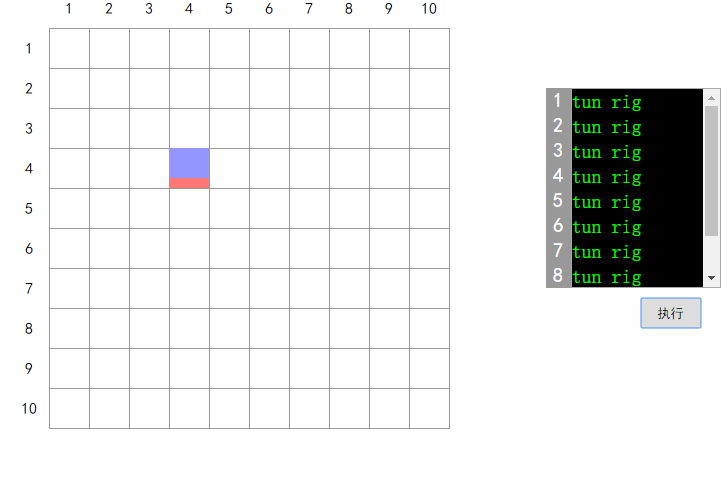 1 2 3 4 5 6 7 8 9 10
1
2
3
4
5
6
7
8
9
10
1 tun rig
2 tun rig
3 tun rig
4 tun rig
5 tun rig
6 tun rig
7 tun rig
8 tun rig
执行